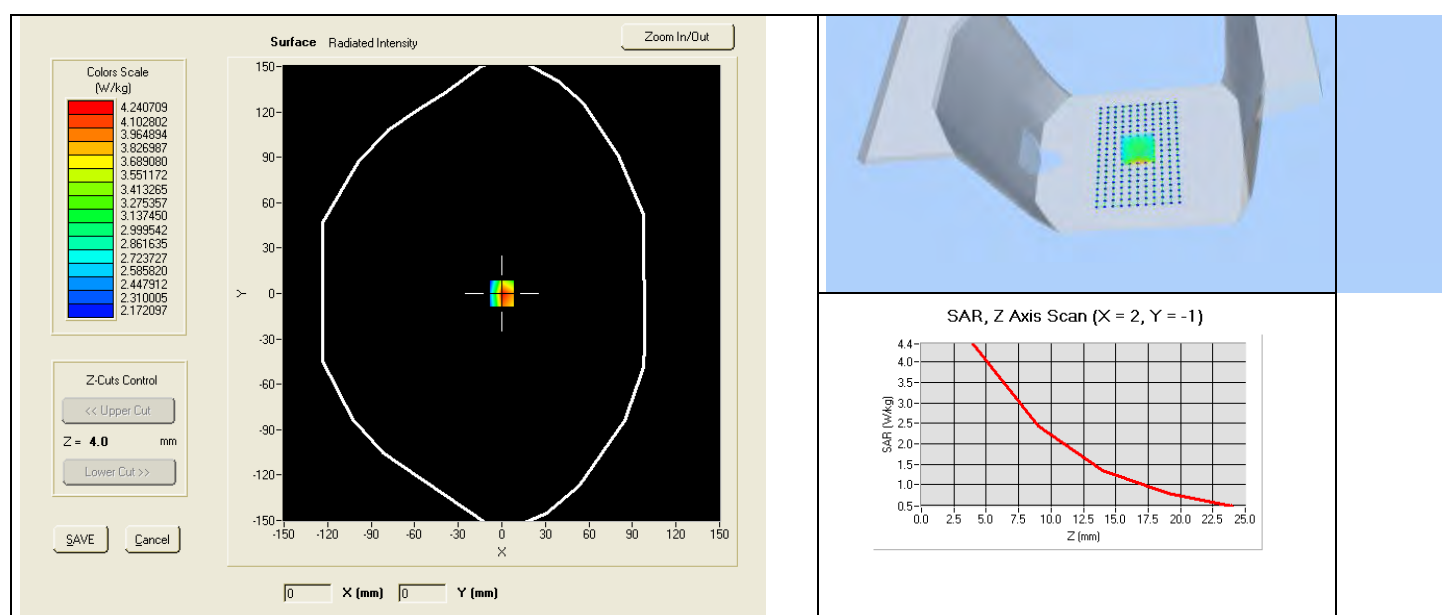 Surface Radiated Intensity
Zoom In/Out
Colors Scale
(W/kg)
4.240709
4.102802
3.964894
3.826987
3.689080
3.551172
3.413265
3.275357
3.137450
2.999542
2.861635
2.723727
2.585820
2.447912
2.310005
2.172097
Z-Cuts Control
<< Upper Cut
Z = 4.0 mm
Lower Cut >>
SAVE Cancel
150
120
90
60
30
0
-30
-60
-90
-120
-150
Y
-150 -120 -90 -60 -30 0 30 60 90 120 150
X
0 X (mm) 0 Y (mm)
SAR, Z Axis Scan (X = 2, Y = -1)
SAR (W/kg)
4.4
4.0
3.5
3.0
2.5
2.0
1.5
1.0
0.5
0.0 2.5 5.0 7.5 10.0 12.5 15.0 17.5 20.0 22.5 25.0
Z (mm)